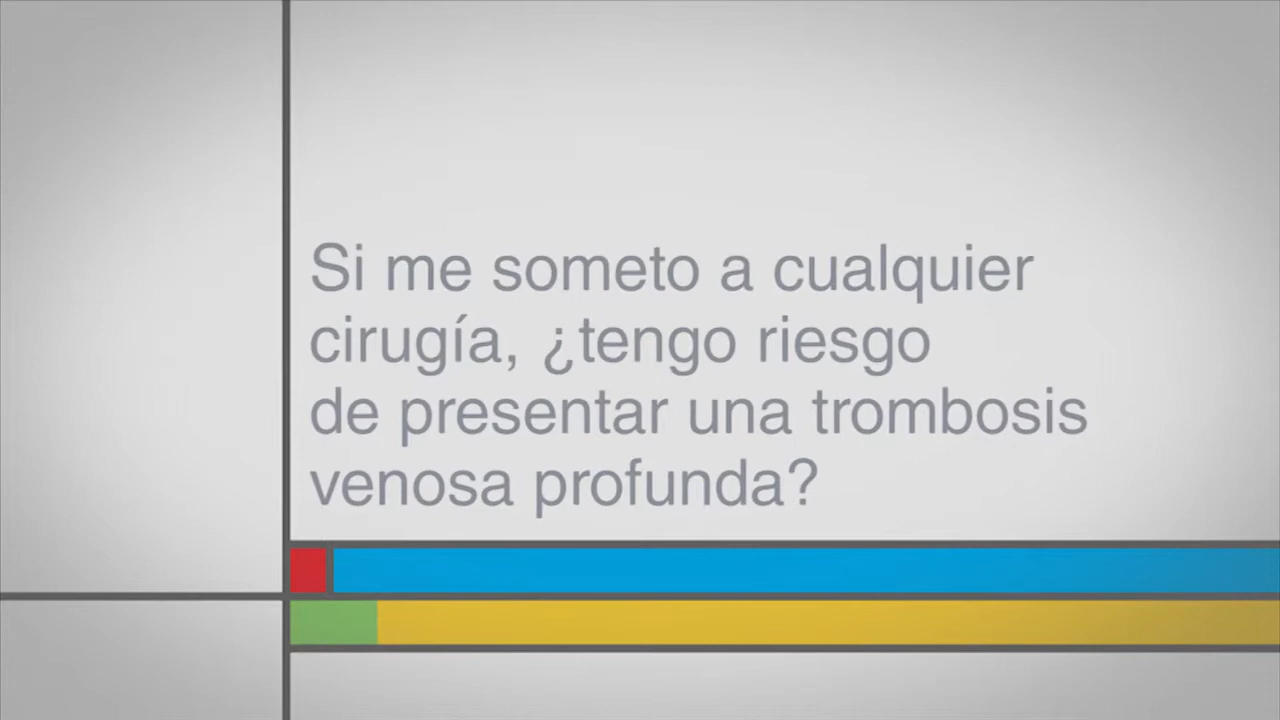 Si me someto a cualquier
cirugía, ¿tengo riesgo
de presentar una trombosis
venosa profunda?